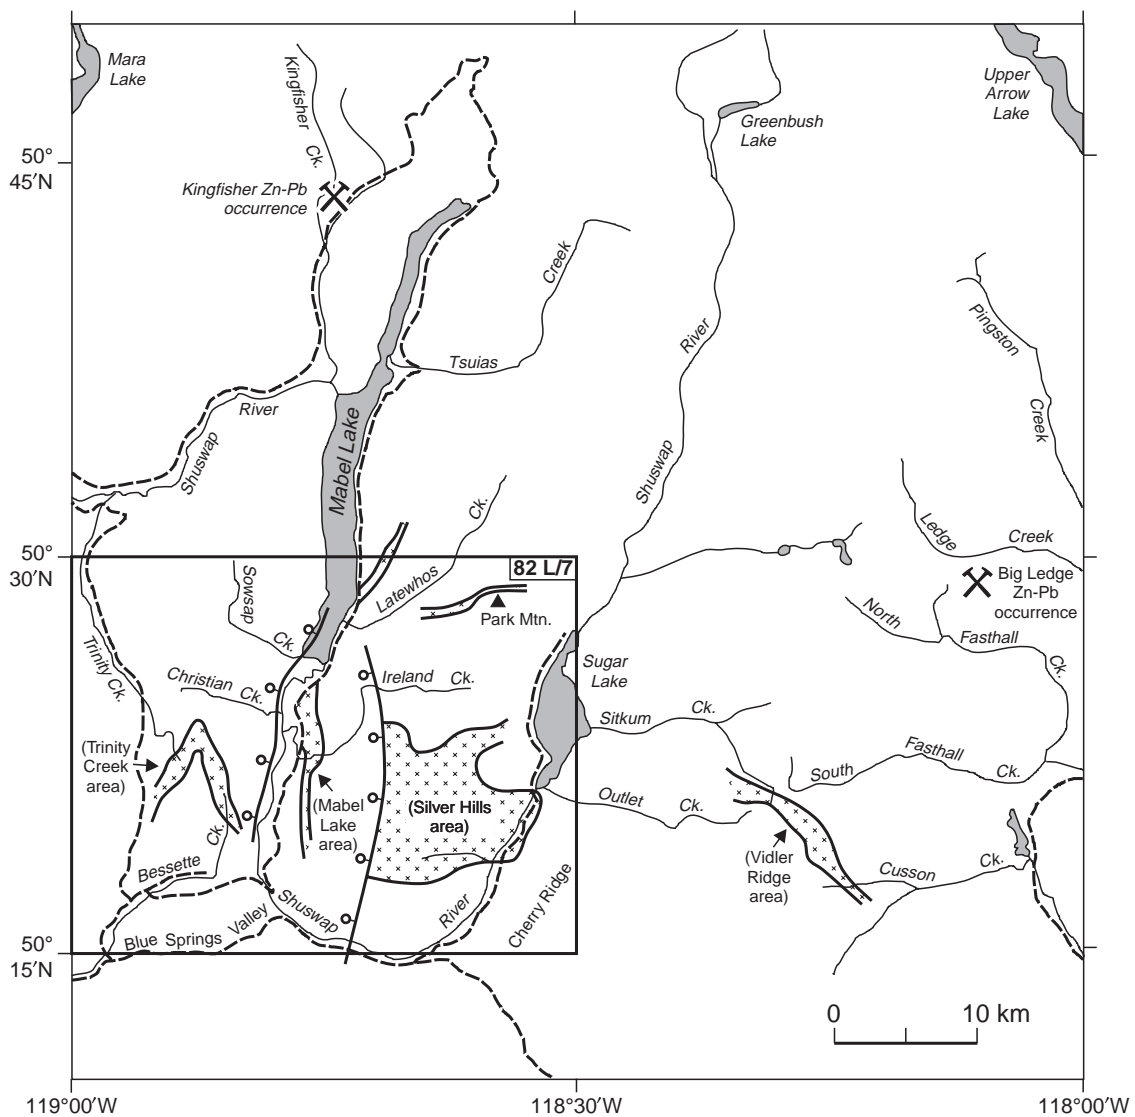 Mara
Lake
Kingfisher
Ck.
Upper
Arrow
Lake
Greenbush
Lake
50°
45'N
Kingfisher Zn-Pb
occurrence
Creek
Tsuias
River
Shuswap
Pingston
Creek
River
Shuswap
Mabel Lake
Ck.
Latewhos
Ledge
Creek
50°
30'N
82 L/7
Big Ledge
Zn-Pb
occurrence
Sowsap
Ck.
Park Mtn.
North
Fasthall
Ck.
Trinity Ck.
Christian Ck.
Ireland Ck.
Sugar
Lake
Sitkum Ck.
(Trinity
Creek
area)
Fasthall
South
Ck.
Outlet Ck.
(Mabel
Lake
area)
(Silver Hills
area)
Ck.
Bessette
(Vidler
Ridge
area)
Cusson
Ck.
Shuswap
River
Cherry Ridge
Blue Springs Valley
50°
15'N
0 10 km
119°00'W 118°30'W 118°00'W